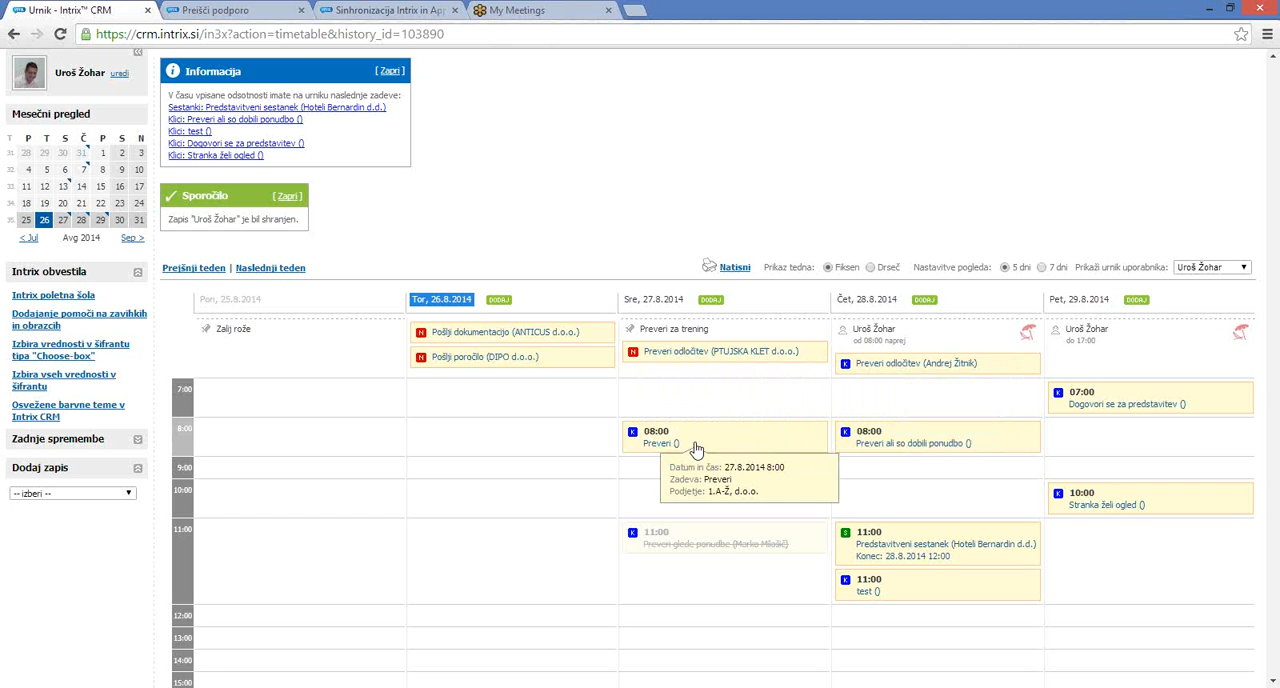 Urnik - Intrix™ CRM
Preišči podporo
Sinhronizacija Intrix in App
My Meetings
https://crm.intrix.si/in3x?action=timetable&history_id=103890
Uroš Žohar uredi
Mesečni pregled
T P T S Č P S N
31. 28 29 30 31 1 2 3
32. 4 5 6 7 8 9 10
33. 11 12 13 14 15 16 17
34. 18 19 20 21 22 23 24
35. 25 26 27 28 29 30 31
< Jul Avg 2014 Sep >
Intrix obvestila
Intrix poletna šola
Dodajanje pomoči na zavihkih
in obrazcih
Izbira vrednosti v šifrantu
tipa "Choose-box"
Izbira vseh vrednosti v
šifrantu
Osvežene barvne teme v
Intrix CRM
Zadnje spremembe
Dodaj zapis
-- izberi --
Informacija [ Zapri ]
V času vpisane odsotnosti imate na urniku naslednje zadeve:
Sestanki: Predstavitveni sestanek (Hoteli Bernardin d.d.)
Klici: Preveri ali so dobili ponudbo ()
Klici: test ()
Klici: Dogovori se za predstavitev ()
Klici: Stranka želi ogled ()
Sporočilo [ Zapri ]
Zapis "Uroš Žohar" je bil shranjen.
Prejšnji teden | Naslednji teden
Natisni Prikaz tedna: Fiksen Drseč Nastavitve pogleda: 5 dni 7 dni Prikaži urnik uporabnika: Uroš Žohar
Pon, 25.8.2014
Tor, 26.8.2014 DODAJ
Sre, 27.8.2014 DODAJ
Čet, 28.8.2014 DODAJ
Pet, 29.8.2014 DODAJ
Zalij rože
N Pošlji dokumentacijo (ANTICUS d.o.o.)
N Pošlji poročilo (DIPO d.o.o.)
Preveri za trening
N Preveri odločitev (PTUJSKA KLET d.o.o.)
Uroš Žohar
od 08:00 naprej
K Preveri odločitev (Andrej Žitnik)
Uroš Žohar
do 17:00
7:00
8:00
9:00
10:00
11:00
12:00
13:00
14:00
15:00
K 08:00
Preveri ()
Datum in čas: 27.8.2014 8:00
Zadeva: Preveri
Podjetje: 1.A-Ž, d.o.o.
K 11:00
Preveri glede ponudbe (Marko Milošič)
K 08:00
Preveri ali so dobili ponudbo ()
S 11:00
Predstavitveni sestanek (Hoteli Bernardin d.d.)
Konec: 28.8.2014 12:00
K 11:00
test ()
K 07:00
Dogovori se za predstavitev ()
K 10:00
Stranka želi ogled ()